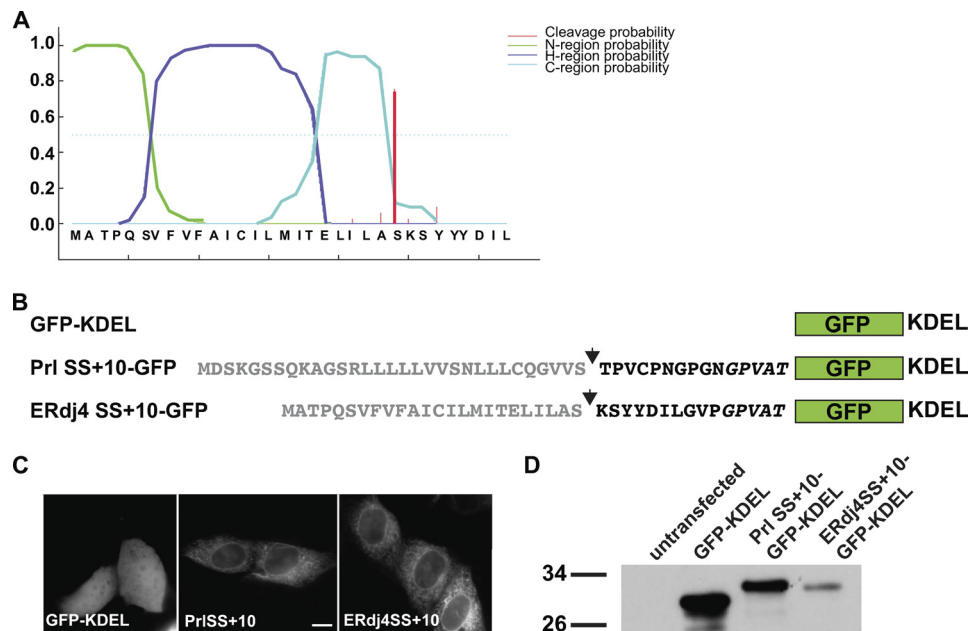 A
Cleavage probability
N-region probability
H-region probability
C-region probability
1.0
0.8
0.6
0.4
0.2
0.0
M A T P Q S V F V F A I C I L M I T E L I L A S K S Y Y Y D I L
B
GFP-KDEL GFP KDEL
Prl SS+10-GFP MDSKGSSQKAGSRLLLLLVVSNLLLCQGVVS TPVCPNGPGNGPVAT GFP KDEL
ERdj4 SS+10-GFP MATPQSVFVFAICILMITELILAS KSYYDILGVPGPVAT GFP KDEL
C
GFP-KDEL
PrlSS+10
ERdj4SS+10
D
untransfected
GFP-KDEL
Prl SS+10-
GFP-KDEL
ERdj4SS+10-
GFP-KDEL
34
26